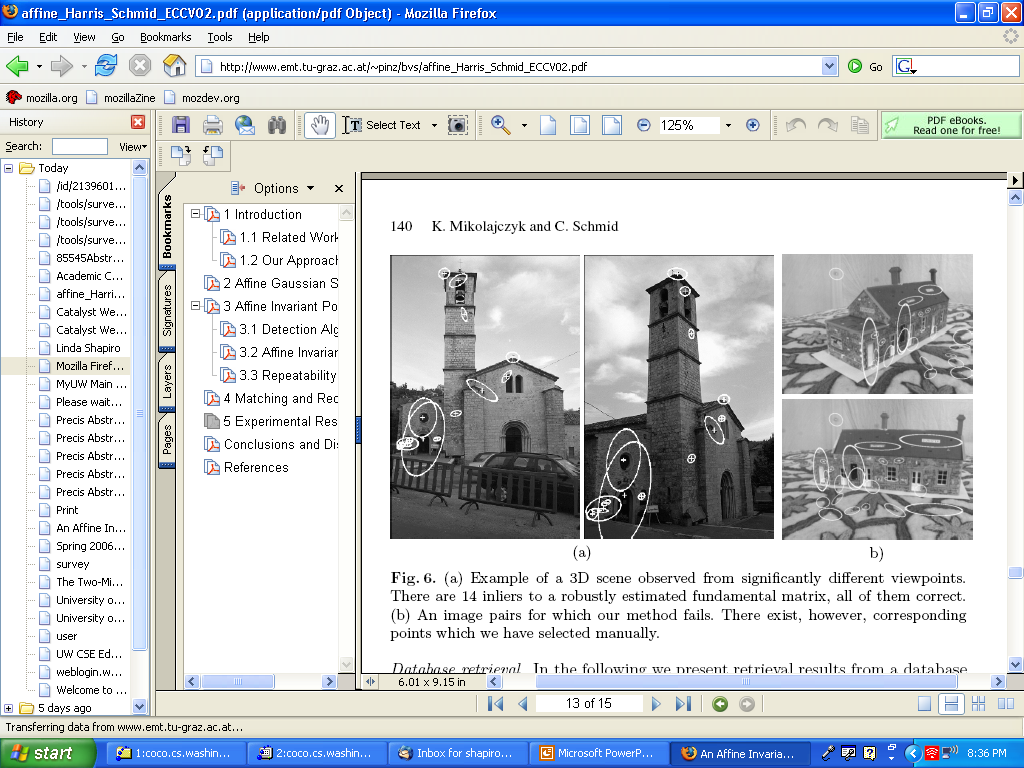 affine_Harris_Schmid_ECCV02.pdf (application/pdf Object) - Mozilla Firefox
File Edit View Go Bookmarks Tools Help
http://www.emt.tu-graz.ac.at/~pinz/bvs/affine_Harris_Schmid_ECCV02.pdf Go G
mozilla.org mozillaZine mozdev.org
History
Search: View
Today
/id/2139601...
/tools/surve...
/tools/surve...
/tools/surve...
85545Abstr...
Academic C...
affine_Harri...
Catalyst We...
Catalyst We...
Linda Shapiro
Mozilla Firef...
MyUW Main ...
Please wait...
Precis Abstr...
Precis Abstr...
Precis Abstr...
Precis Abstr...
Precis Abstr...
Print
An Affine In...
Spring 2006...
survey
The Two-Mi...
University o...
University o...
user
UW CSE Ed...
weblogin.w...
Welcome to ...
5 days ago
Select Text 125% PDF eBooks.
Read one for free!
Bookmarks
Signatures
Layers
Pages
Options
1 Introduction
1.1 Related Work
1.2 Our Approach
2 Affine Gaussian S
3 Affine Invariant Po
3.1 Detection Alg
3.2 Affine Invarian
3.3 Repeatability
4 Matching and Rec
5 Experimental Res
Conclusions and Dis
References
140 K. Mikolajczyk and C. Schmid
(a) b)
Fig. 6. (a) Example of a 3D scene observed from significantly different viewpoints.
There are 14 inliers to a robustly estimated fundamental matrix, all of them correct.
(b) An image pairs for which our method fails. There exist, however, corresponding
points which we have selected manually.
Database retrieval. In the following we present retrieval results from a database
6.01 x 9.15 in
13 of 15
Transferring data from www.emt.tu-graz.ac.at...
start 1:coco.cs.washin... 2:coco.cs.washin... Inbox for shapiro... Microsoft PowerP... An Affine Invaria... 8:36 PM